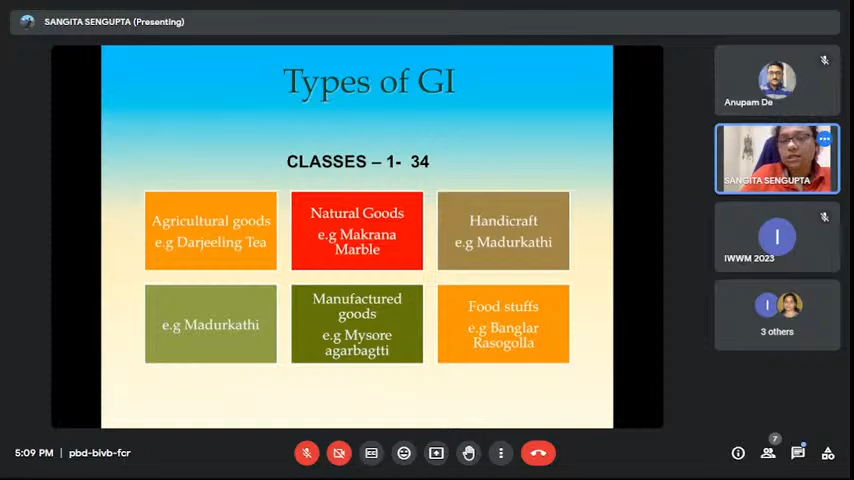 SANGITA SENGUPTA (Presenting)
Types of GI
CLASSES – 1- 34
Agricultural goods
e.g Darjeeling Tea
Natural Goods
e.g Makrana
Marble
Handicraft
e.g Madurkathi
e.g Madurkathi
Manufactured
goods
e.g Mysore
agarbagtti
Food stuffs
e.g Banglar
Rasogolla
Anupam De
SANGITA SENGUPTA
I
IWWM 2023
I
3 others
5:09 PM | pbd-bivb-fcr
7